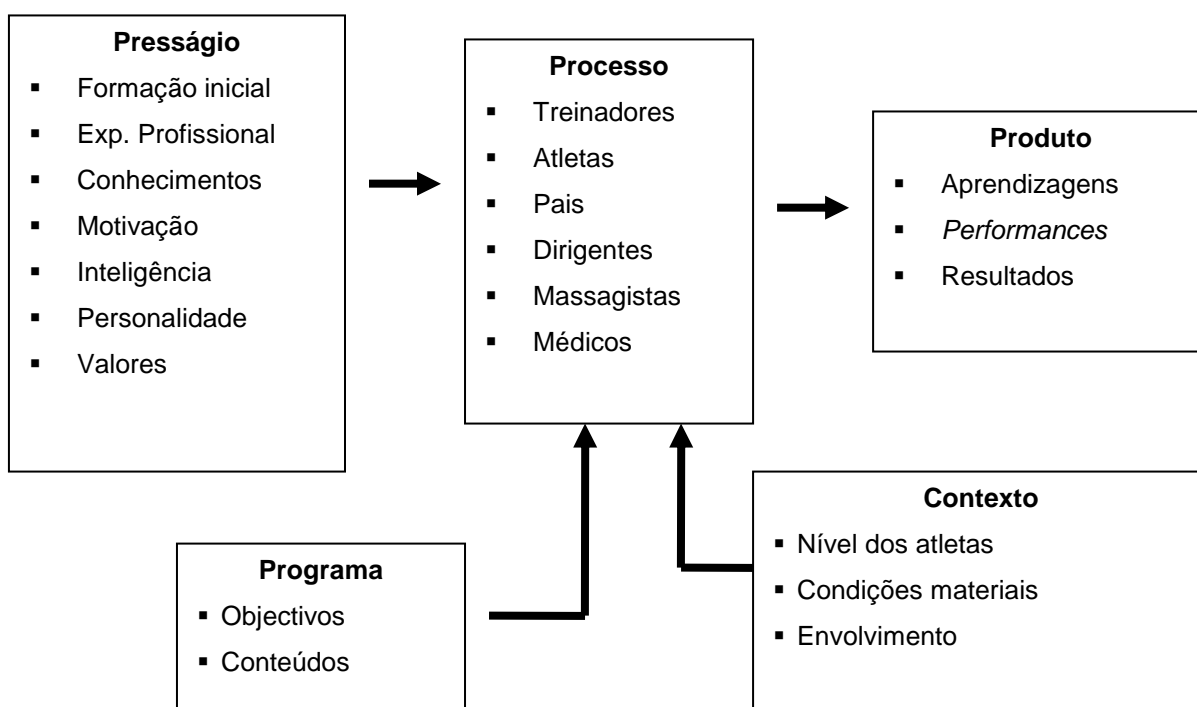 Presságio
▪ Formação inicial
▪ Exp. Profissional
▪ Conhecimentos
▪ Motivação
▪ Inteligência
▪ Personalidade
▪ Valores
Processo
▪ Treinadores
▪ Atletas
▪ Pais
▪ Dirigentes
▪ Massagistas
▪ Médicos
Produto
▪ Aprendizagens
▪ Performances
▪ Resultados
Programa
▪ Objectivos
▪ Conteúdos
Contexto
▪ Nível dos atletas
▪ Condições materiais
▪ Envolvimento